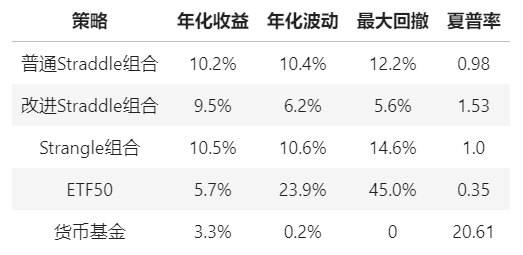 策略 年化收益 年化波动 最大回撤 夏普率
普通Straddle组合 10.2% 10.4% 12.2% 0.98
改进Straddle组合 9.5% 6.2% 5.6% 1.53
Strangle组合 10.5% 10.6% 14.6% 1.0
ETF50 5.7% 23.9% 45.0% 0.35
货币基金 3.3% 0.2% 0 20.61